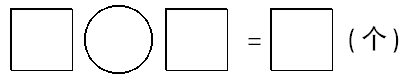 = (个)